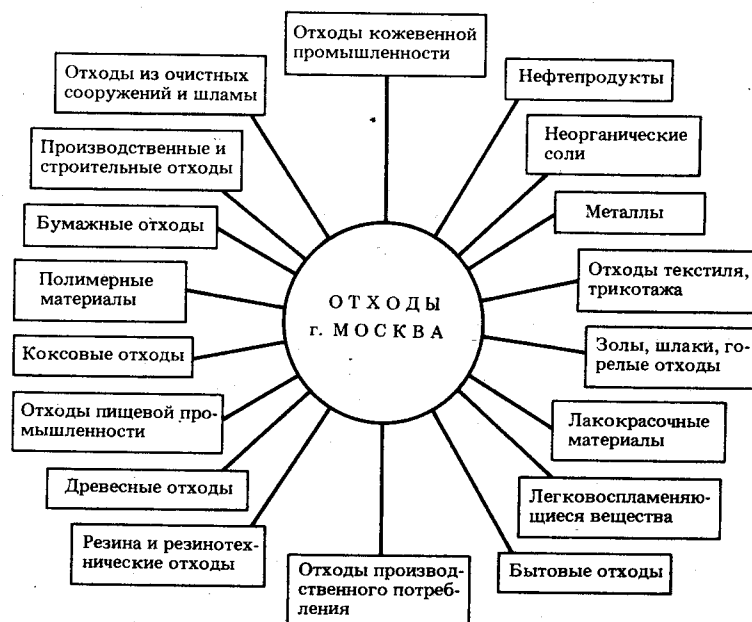 Отходы кожевенной
промышленности
Отходы из очистных
сооружений и шламы
Нефтепродукты
Производственные и
строительные отходы
Неорганические
соли
Бумажные отходы
Металлы
Полимерные
материалы
ОТХОДЫ
г. МОСКВА
Отходы текстиля,
трикотажа
Коксовые отходы
Золы, шлаки, го-
релые отходы
Отходы пищевой про-
мышленности
Лакокрасочные
материалы
Древесные отходы
Легковоспламеняю-
щиеся вещества
Резина и резинотех-
нические отходы
Отходы производ-
ственного потреб-
ления
Бытовые отходы